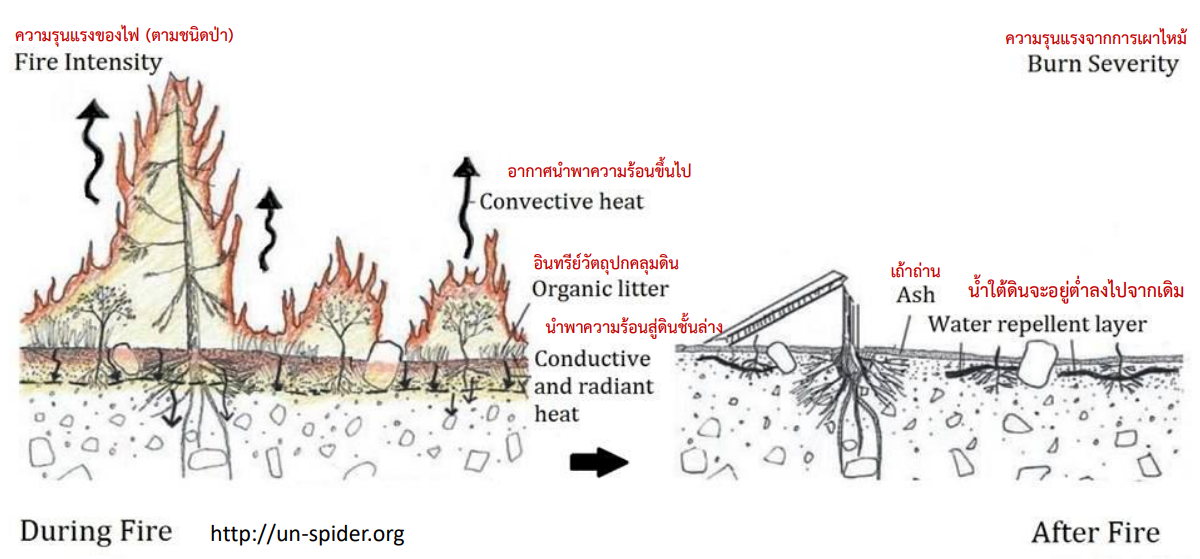 ความรุนแรงของไฟ (ตามชนิดป่า)
Fire Intensity
ความรุนแรงจากการเผาไหม้
Burn Severity
อากาศนำพาความร้อนขึ้นไป
Convective heat
อินทรีย์วัตถุปกคลุมดิน
Organic litter
นำพาความร้อนสู่ดินชั้นล่าง
Conductive
and radiant
heat
เถ้าถ่าน
Ash
น้ำใต้ดินจะอยู่ต่ำลงไปจากเดิม
Water repellent layer
During Fire
http://un-spider.org
After Fire